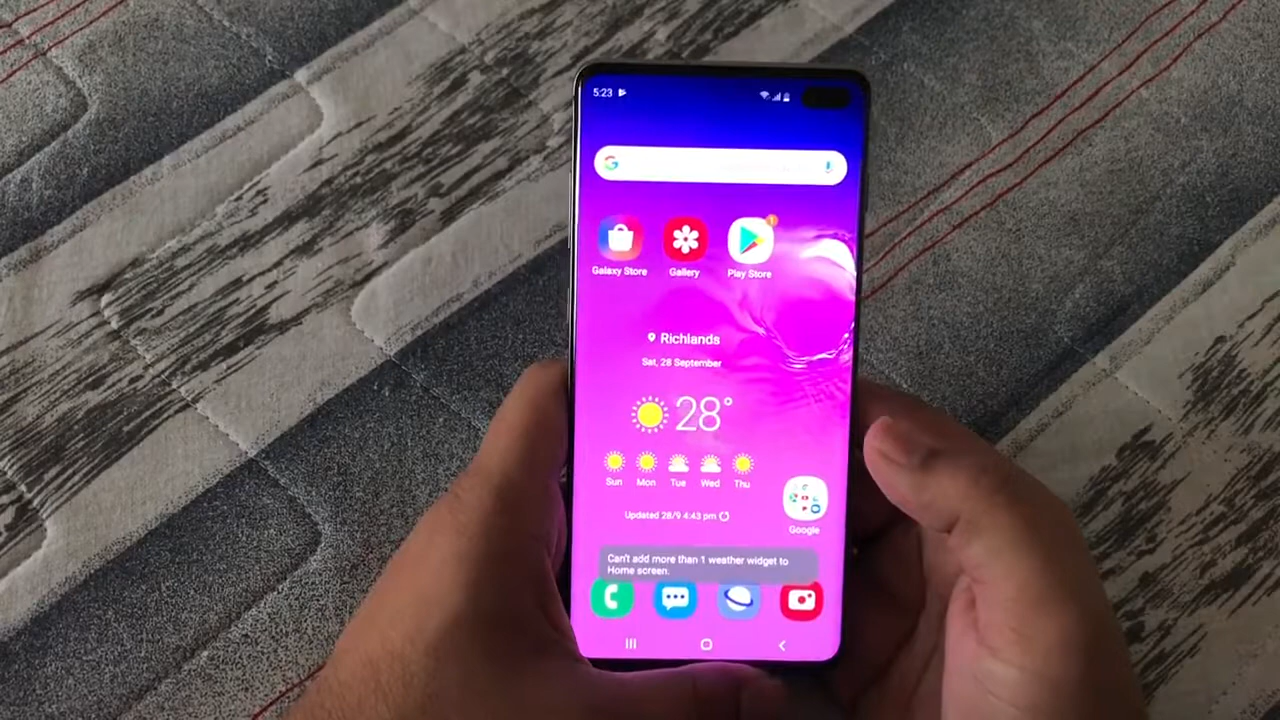 5:23
Galaxy Store
Gallery
Play Store
1
Richlands
Sat, 28 September
28°
Sun Mon Tue Wed Thu
Updated 28/9 4:43 pm
Google
Can't add more than 1 weather widget to
Home screen.